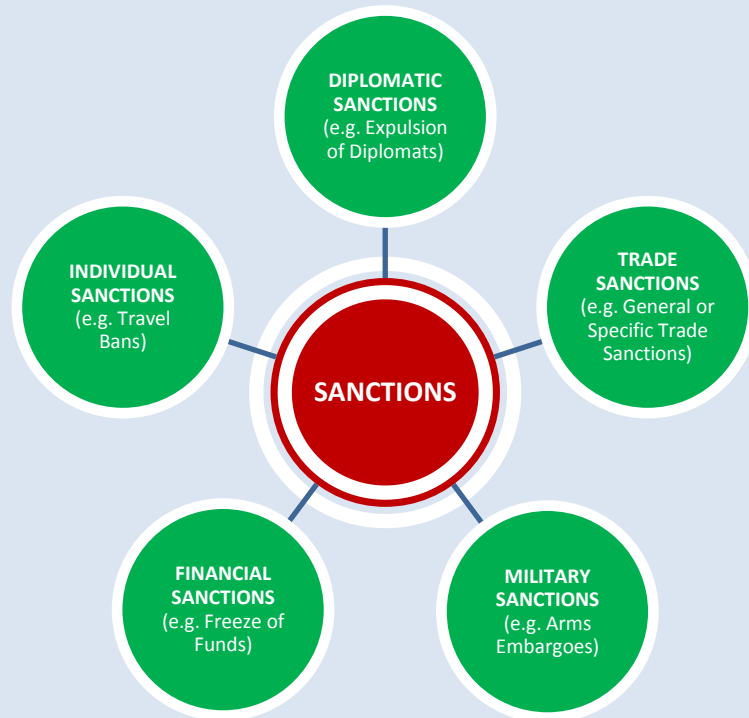 DIPLOMATIC
SANCTIONS
(e.g. Expulsion
of Diplomats)
INDIVIDUAL
SANCTIONS
(e.g. Travel
Bans)
TRADE
SANCTIONS
(e.g. General or
Specific Trade
Sanctions)
SANCTIONS
FINANCIAL
SANCTIONS
(e.g. Freeze of
Funds)
MILITARY
SANCTIONS
(e.g. Arms
Embargoes)